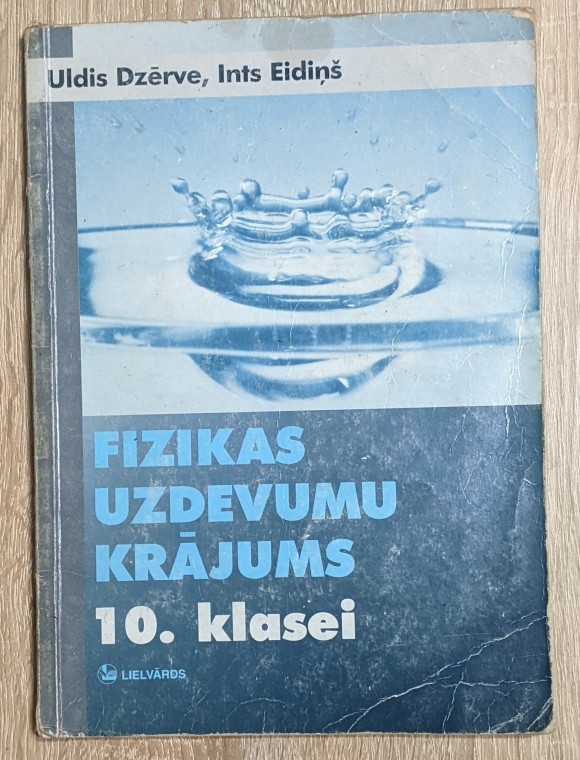 Uldis Dzērve, Ints Eidiņš
FIZIKAS
UZDEVUMU
KRĀJUMS
10. klasei
LIELVĀRDS